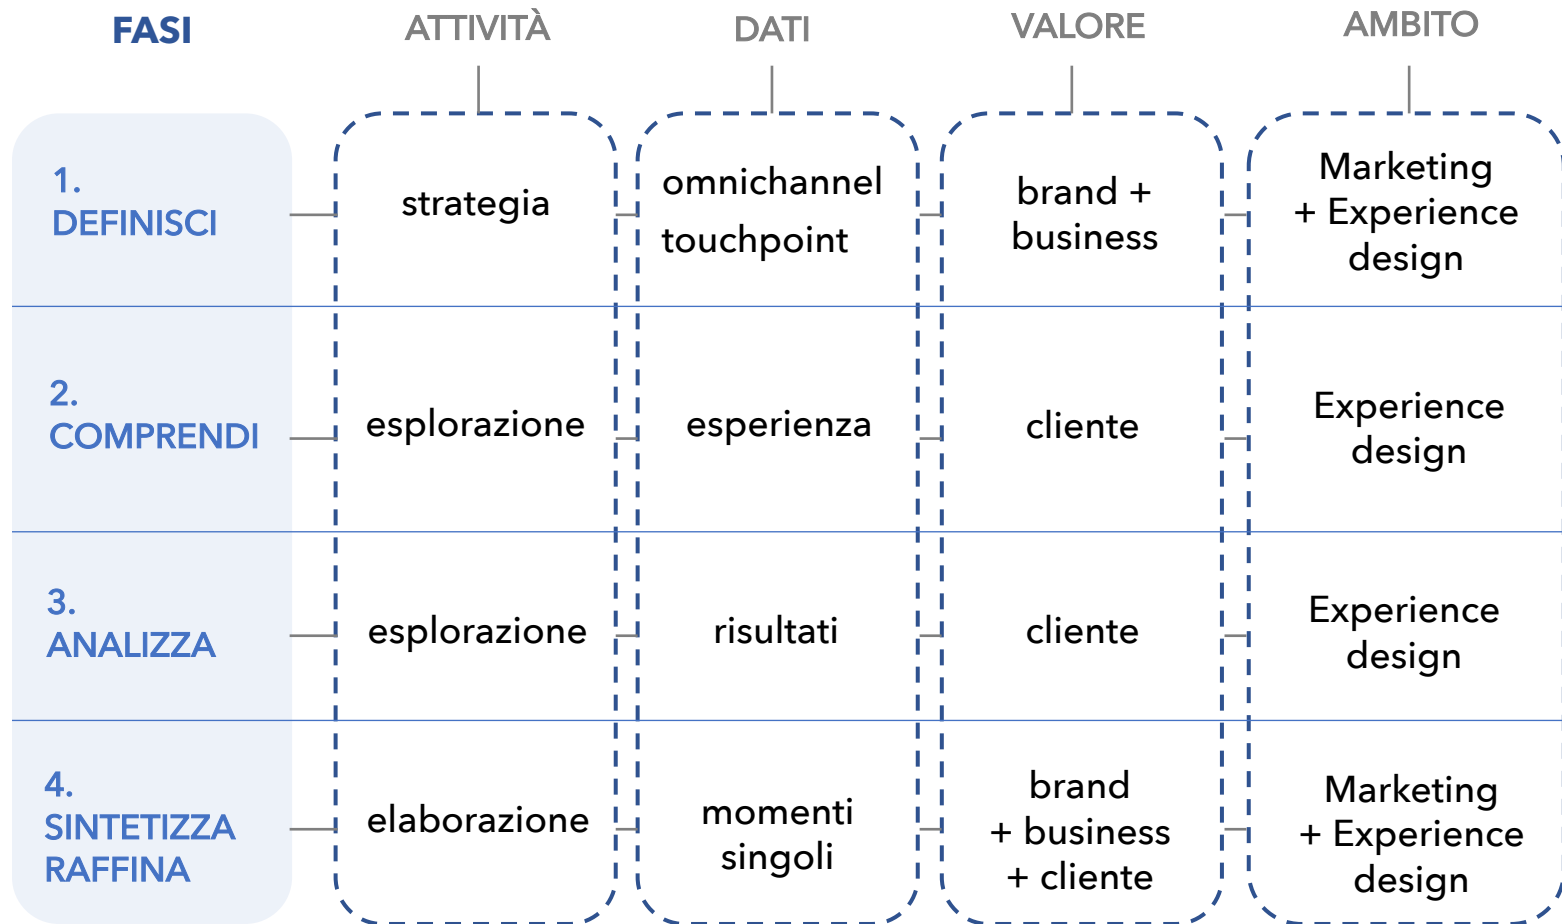 FASI
ATTIVITÀ
DATI
VALORE
AMBITO
1.
DEFINISCI
strategia
omnichannel
touchpoint
brand +
business
Marketing
+ Experience
design
2.
COMPRENDI
esplorazione
esperienza
cliente
Experience
design
3.
ANALIZZA
esplorazione
risultati
cliente
Experience
design
4.
SINTETIZZA
RAFFINA
elaborazione
momenti
singoli
brand
+ business
+ cliente
Marketing
+ Experience
design